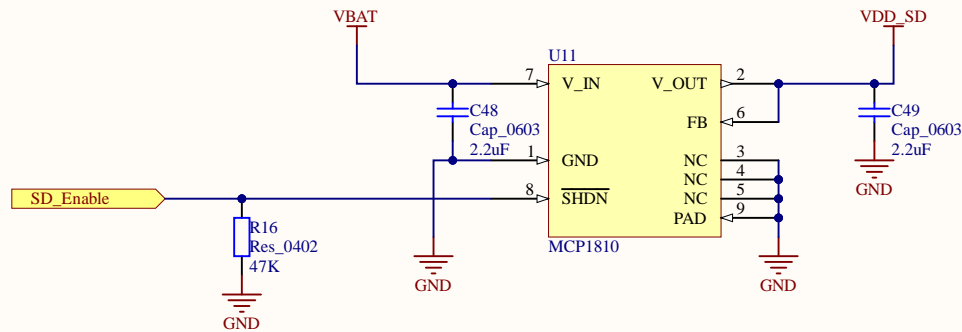 VBAT
VDD_SD
U11
7
V_IN
V_OUT
2
C48
Cap_0603
2.2uF
FB
6
C49
Cap_0603
2.2uF
1
GND
NC
3
NC
4
GND
SD_Enable
8
SHDN
NC
5
PAD
9
R16
Res_0402
47K
MCP1810
GND
GND
GND